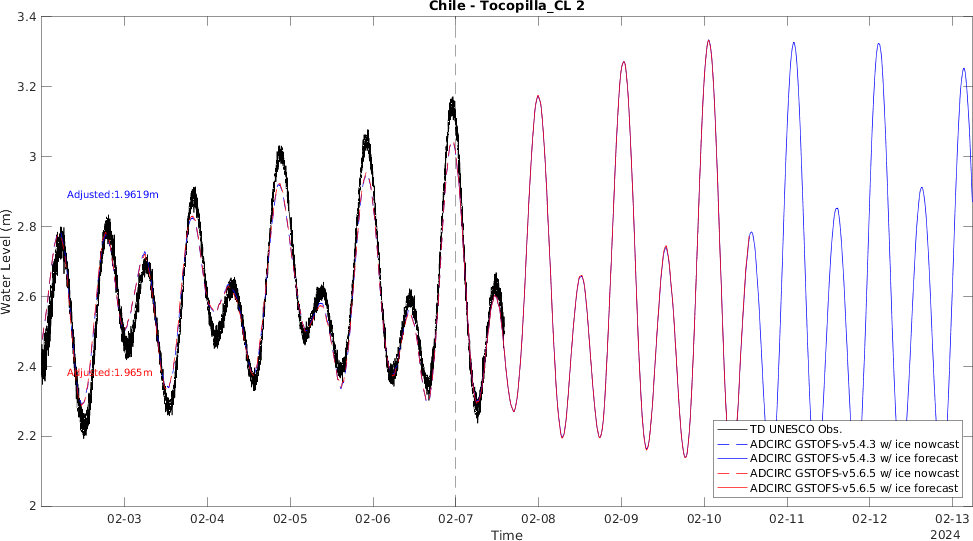 Chile - Tocopilla_CL 2
3.4
3.2
3
2.8
2.6
2.4
2.2
2
Water Level (m)
Adjusted:1.9619m
Adjusted:1.965m
TD UNESCO Obs.
ADCIRC GSTOFS-v5.4.3 w/ ice nowcast
ADCIRC GSTOFS-v5.4.3 w/ ice forecast
ADCIRC GSTOFS-v5.6.5 w/ ice nowcast
ADCIRC GSTOFS-v5.6.5 w/ ice forecast
02-03 02-04 02-05 02-06 02-07 02-08 02-09 02-10 02-11 02-12 02-13
Time
2024